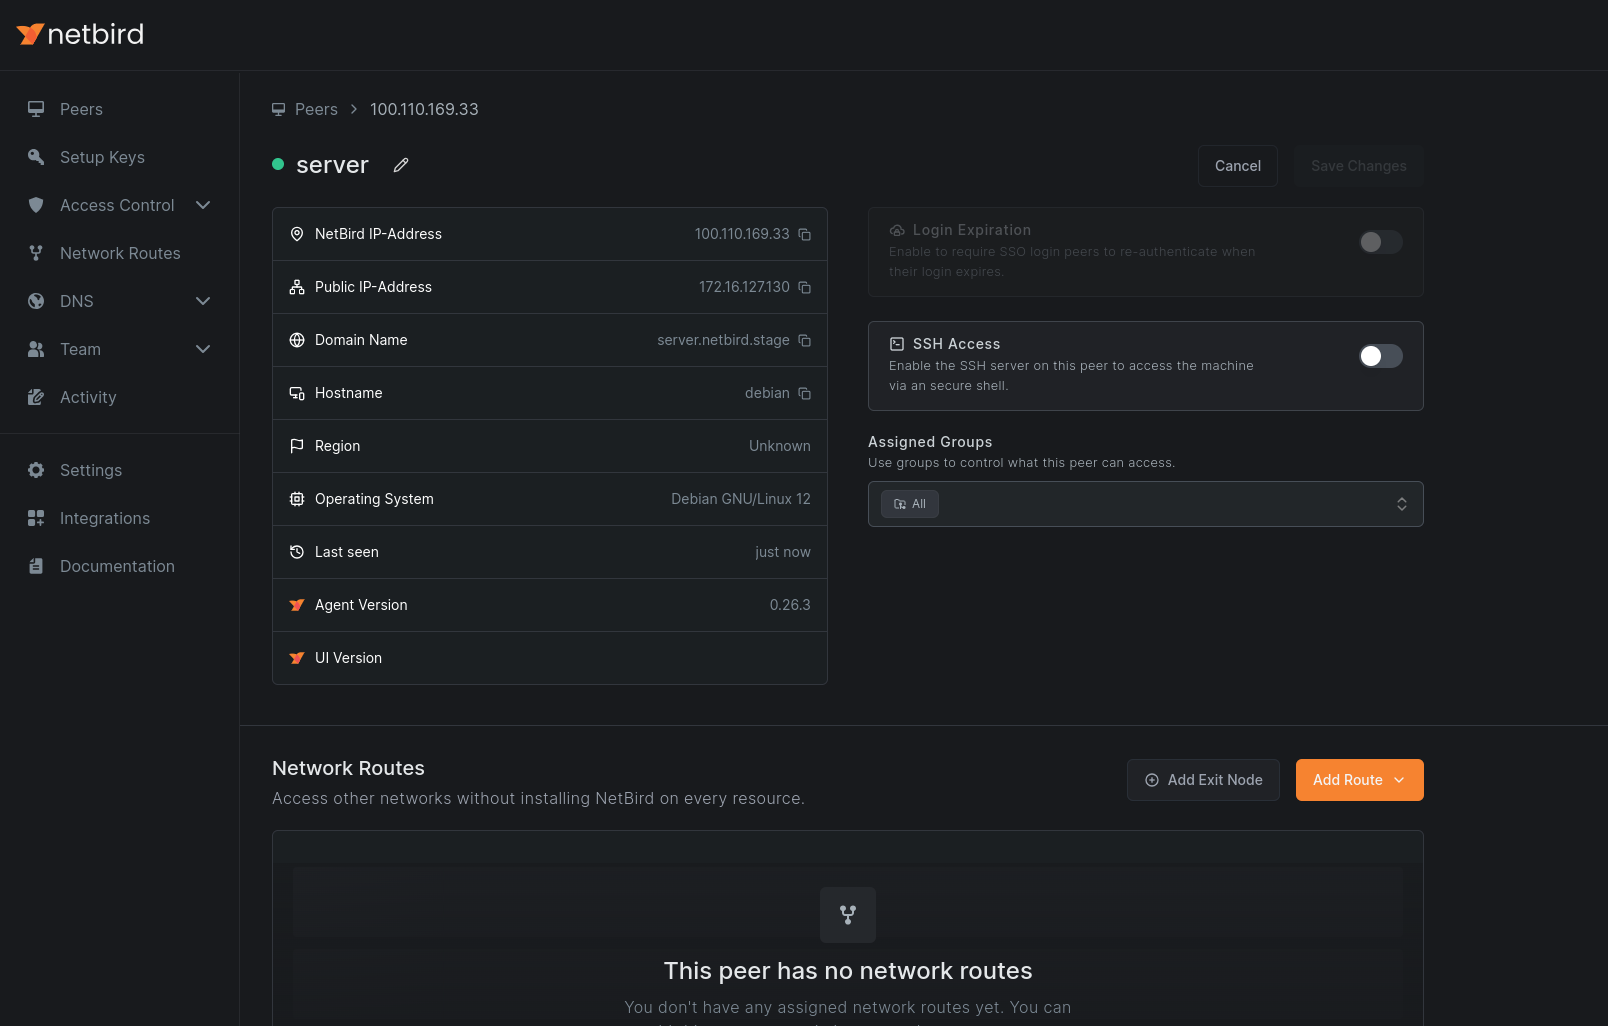 netbird
Peers
Setup Keys
Access Control
Network Routes
DNS
Team
Activity
Settings
Integrations
Documentation
Peers > 100.110.169.33
server
Cancel
Save Changes
NetBird IP-Address 100.110.169.33
Public IP-Address 172.16.127.130
Domain Name server.netbird.stage
Hostname debian
Region Unknown
Operating System Debian GNU/Linux 12
Last seen just now
Agent Version 0.26.3
UI Version
Login Expiration
Enable to require SSO login peers to re-authenticate when
their login expires.
SSH Access
Enable the SSH server on this peer to access the machine
via an secure shell.
Assigned Groups
Use groups to control what this peer can access.
All
Network Routes
Access other networks without installing NetBird on every resource.
Add Exit Node
Add Route
This peer has no network routes
You don't have any assigned network routes yet. You can